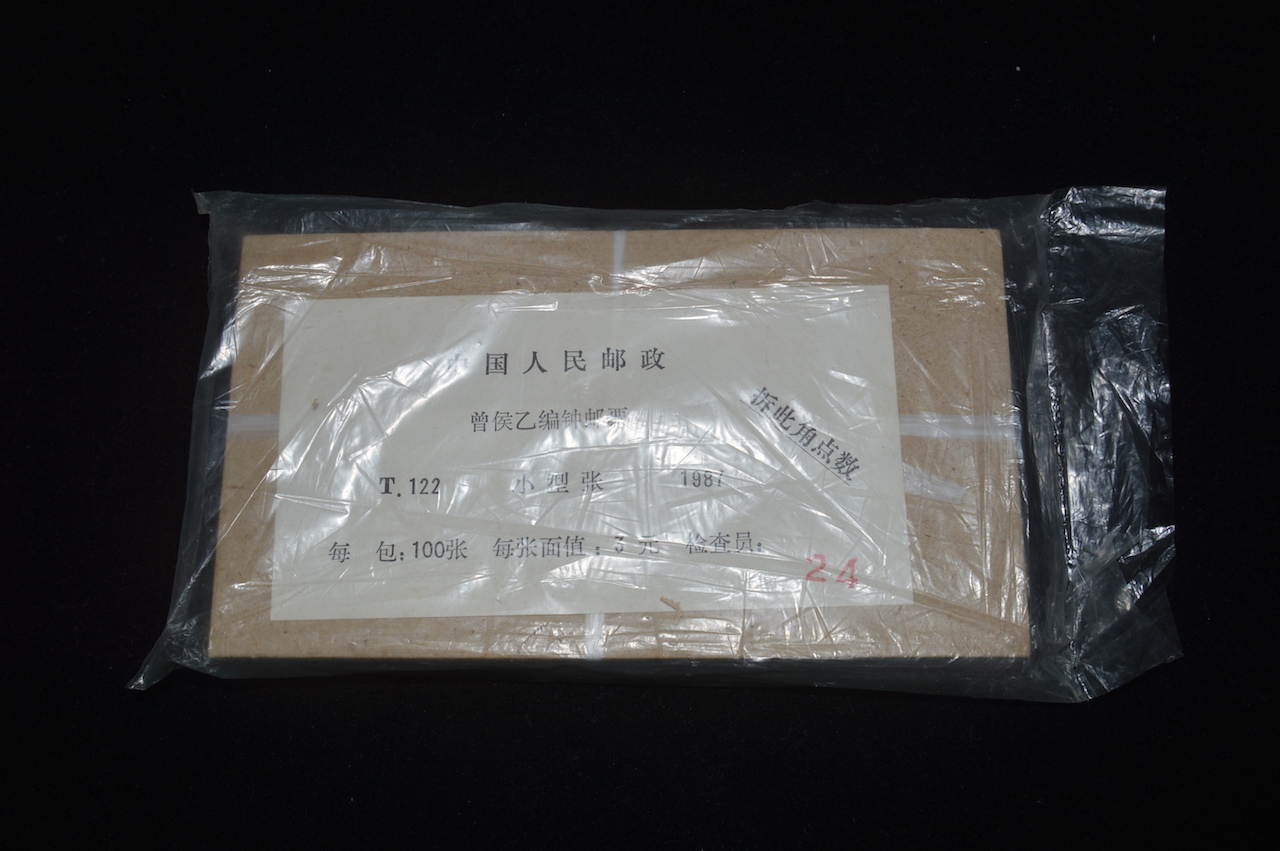 中国人民邮政
曾侯乙编钟邮票
拆此角点数
T.122 小型张 1987
每 包:100张 每张面值:3元 检查员:
24